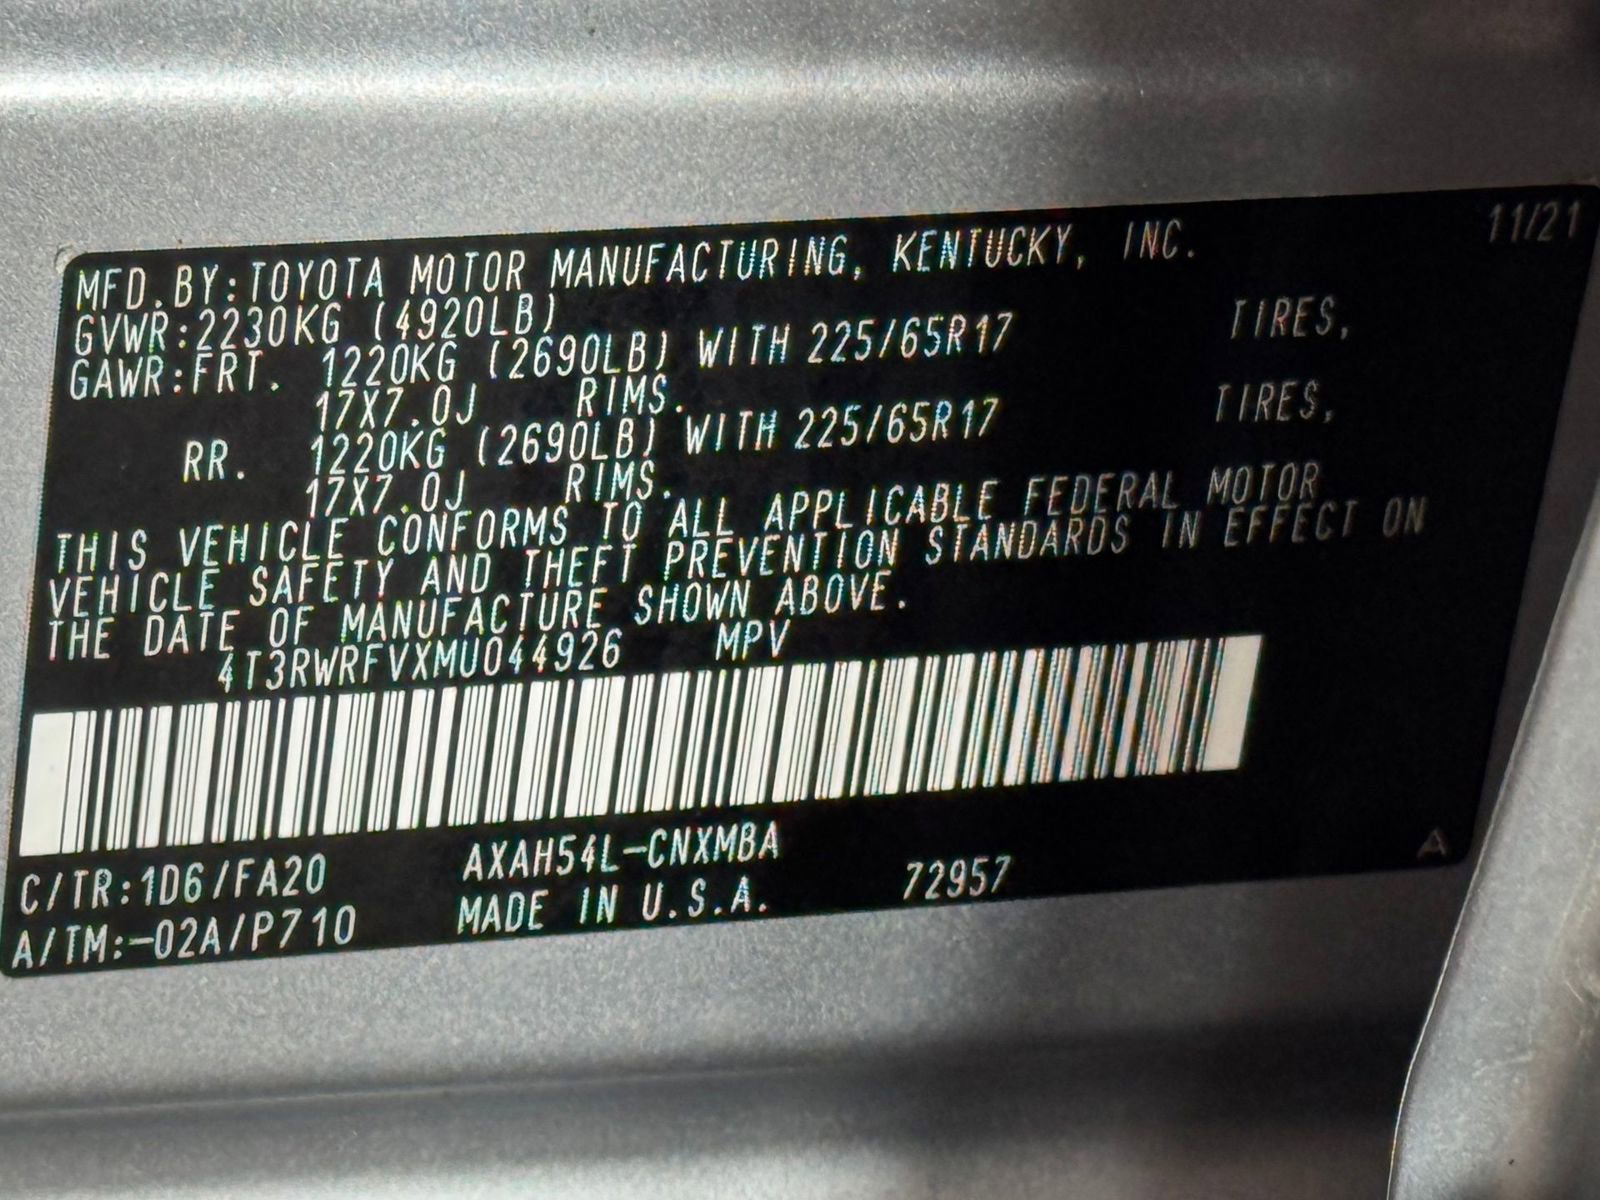 11/21
MFD.BY:TOYOTA MOTOR MANUFACTURING, KENTUCKY, INC.
GVWR:2230KG (4920LB)
GAWR:FRT. 1220KG (2690LB) WITH 225/65R17 TIRES,
17X7.0J RIMS.
RR. 1220KG (2690LB) WITH 225/65R17 TIRES,
17X7.0J RIMS.
THIS VEHICLE CONFORMS TO ALL APPLICABLE FEDERAL MOTOR
VEHICLE SAFETY AND THEFT PREVENTION STANDARDS IN EFFECT ON
THE DATE OF MANUFACTURE SHOWN ABOVE.
4T3RWRFVXMU044926 MPV
C/TR:1D6/FA20 AXAH54L-CNXMBA
A/TM:-02A/P710 MADE IN U.S.A. 72957
A